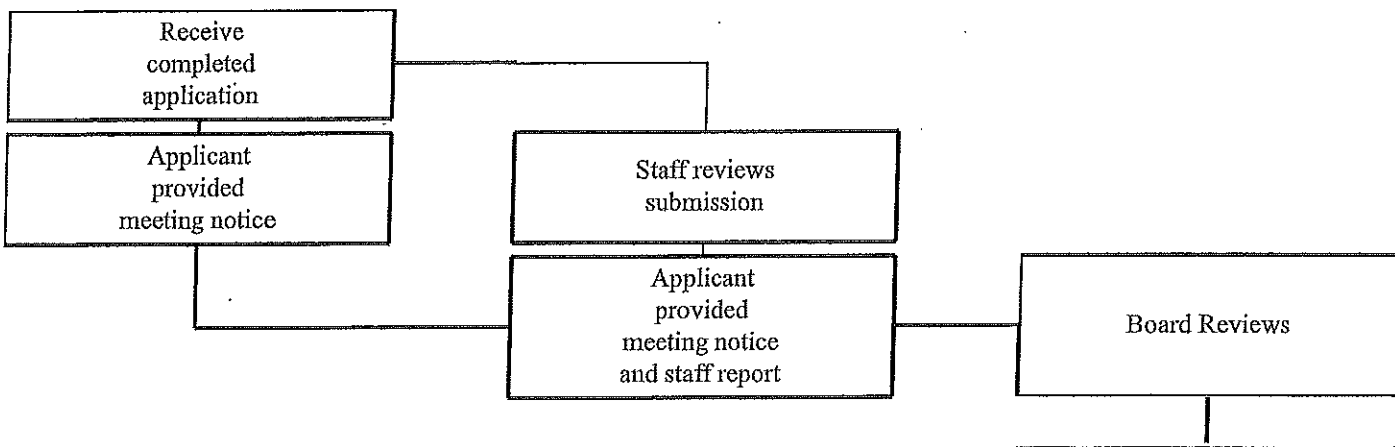 Receive
completed
application
Applicant
provided
meeting notice
Staff reviews
submission
Applicant
provided
meeting notice
and staff report
Board Reviews